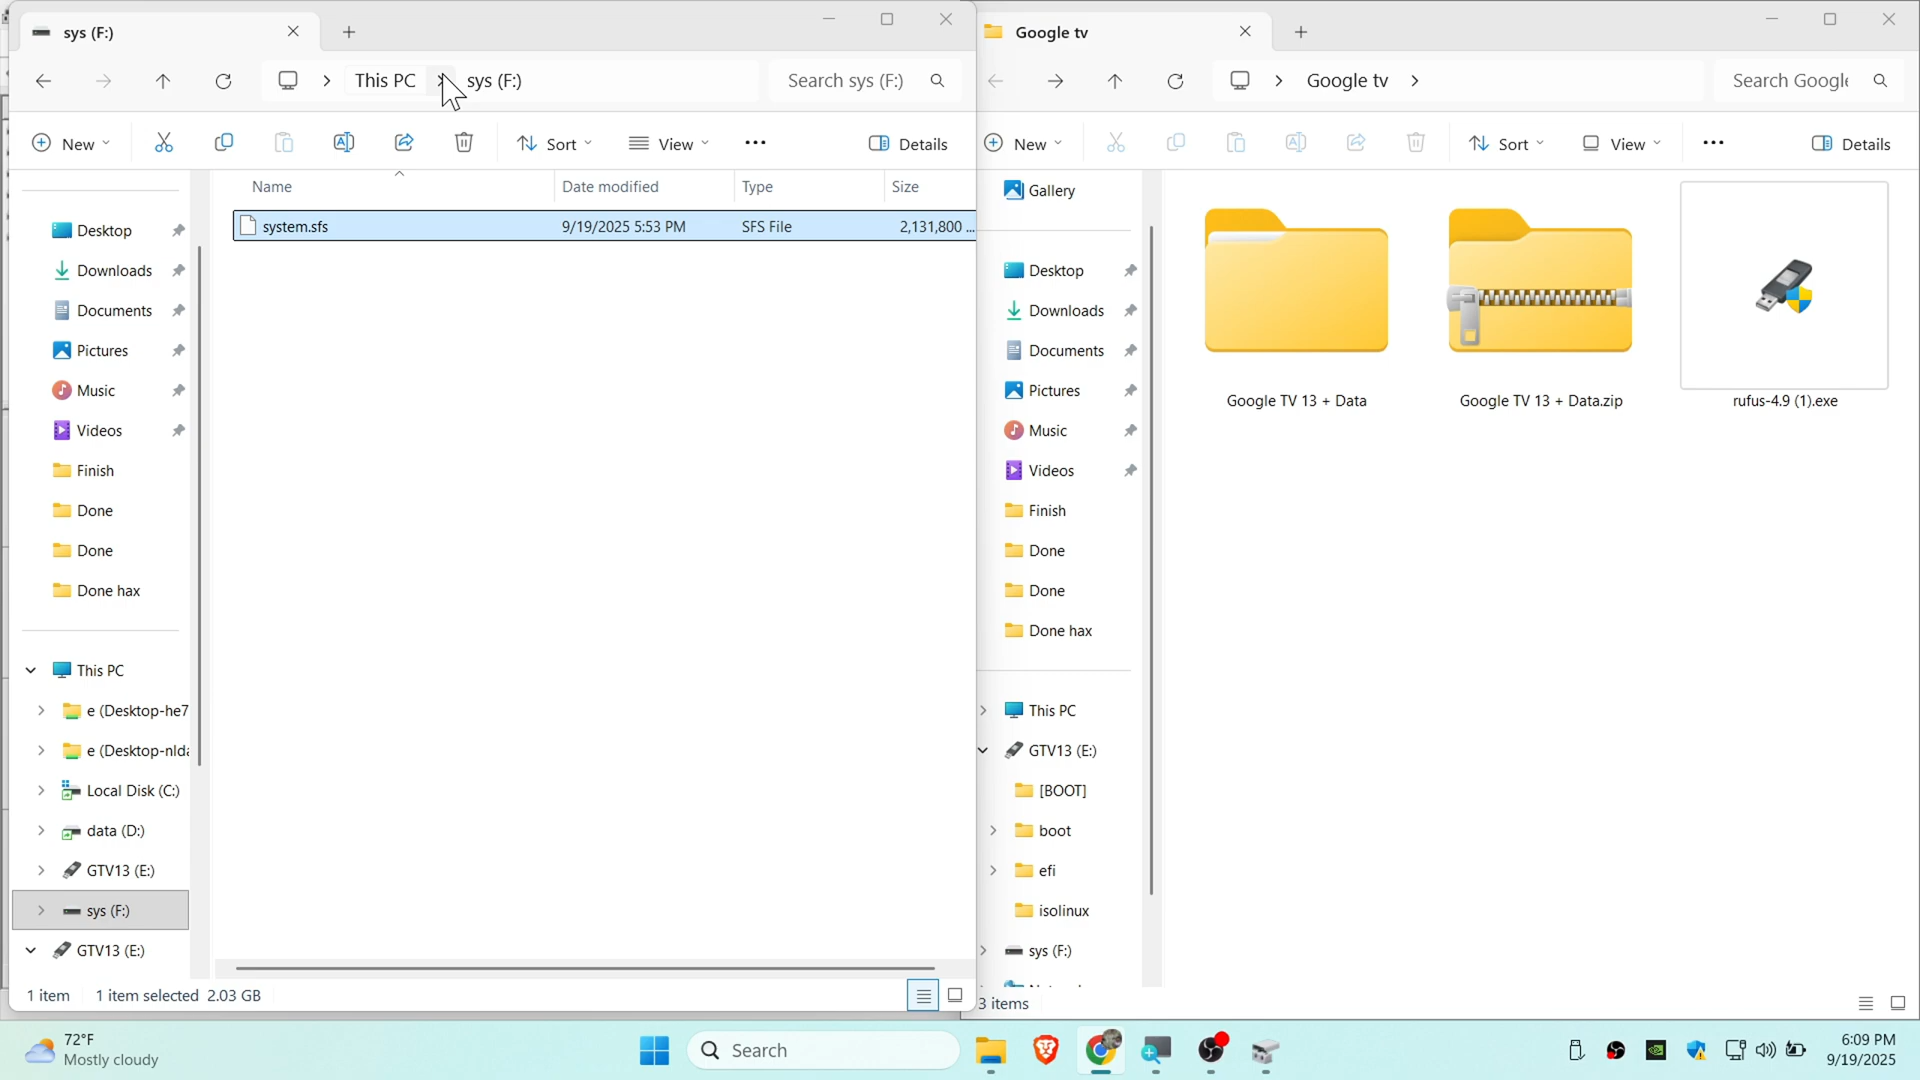 sys (F:)
This PC
sys (F:)
Search sys (F:)
New
Sort
View
Details
Name
Date modified
Type
Size
system.sfs
9/19/2025 5:53 PM
SFS File
2,131,800 ...
Desktop
Downloads
Documents
Pictures
Music
Videos
Finish
Done
Done
Done hax
This PC
e (Desktop-he7
e (Desktop-nlda
Local Disk (C:)
data (D:)
GTV13 (E:)
sys (F:)
GTV13 (E:)
1 item
1 item selected 2.03 GB
Google tv
Google tv
Search Google
New
Sort
View
Details
Gallery
Desktop
Downloads
Documents
Pictures
Music
Videos
Finish
Done
Done
Done hax
This PC
GTV13 (E:)
[BOOT]
boot
efi
isolinux
sys (F:)
Google TV 13 + Data
Google TV 13 + Data.zip
rufus-4.9 (1).exe
3 items
72°F
Mostly cloudy
Search
6:09 PM
9/19/2025